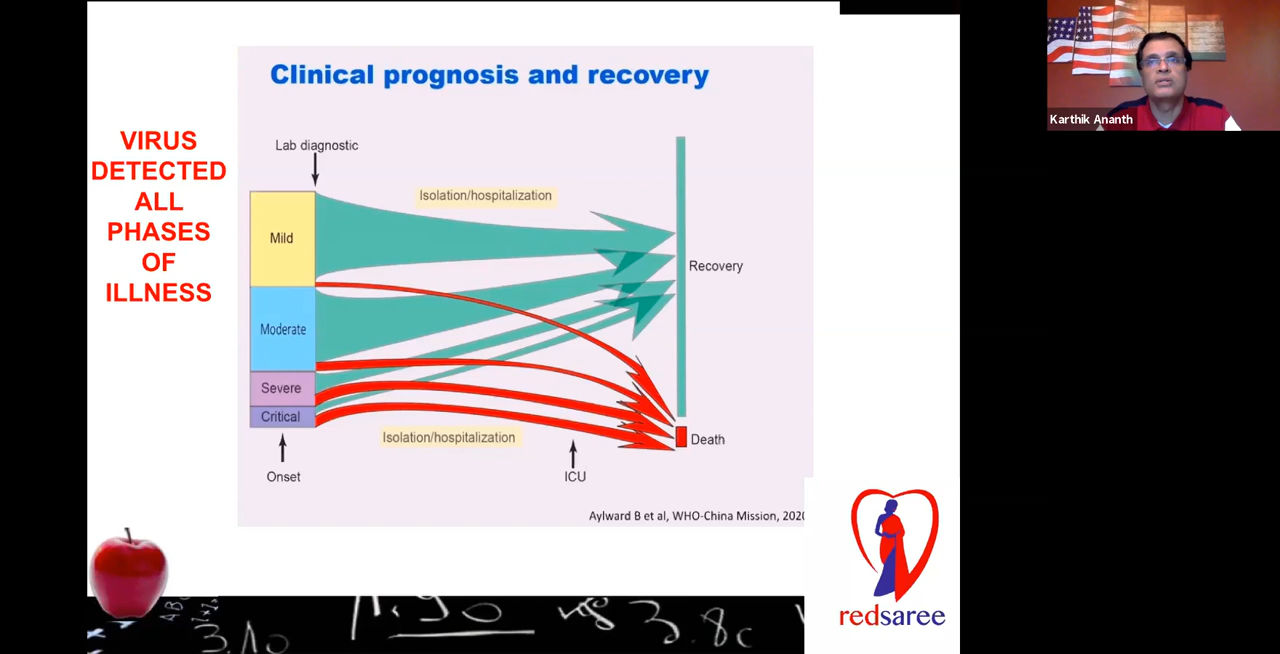 Clinical prognosis and recovery
VIRUS
DETECTED
ALL
PHASES
OF
ILLNESS
Lab diagnostic
Isolation/hospitalization
Mild
Recovery
Moderate
Severe
Critical
Isolation/hospitalization
Death
Onset
ICU
Aylward B et al, WHO-China Mission, 2020
redsaree
Karthik Ananth